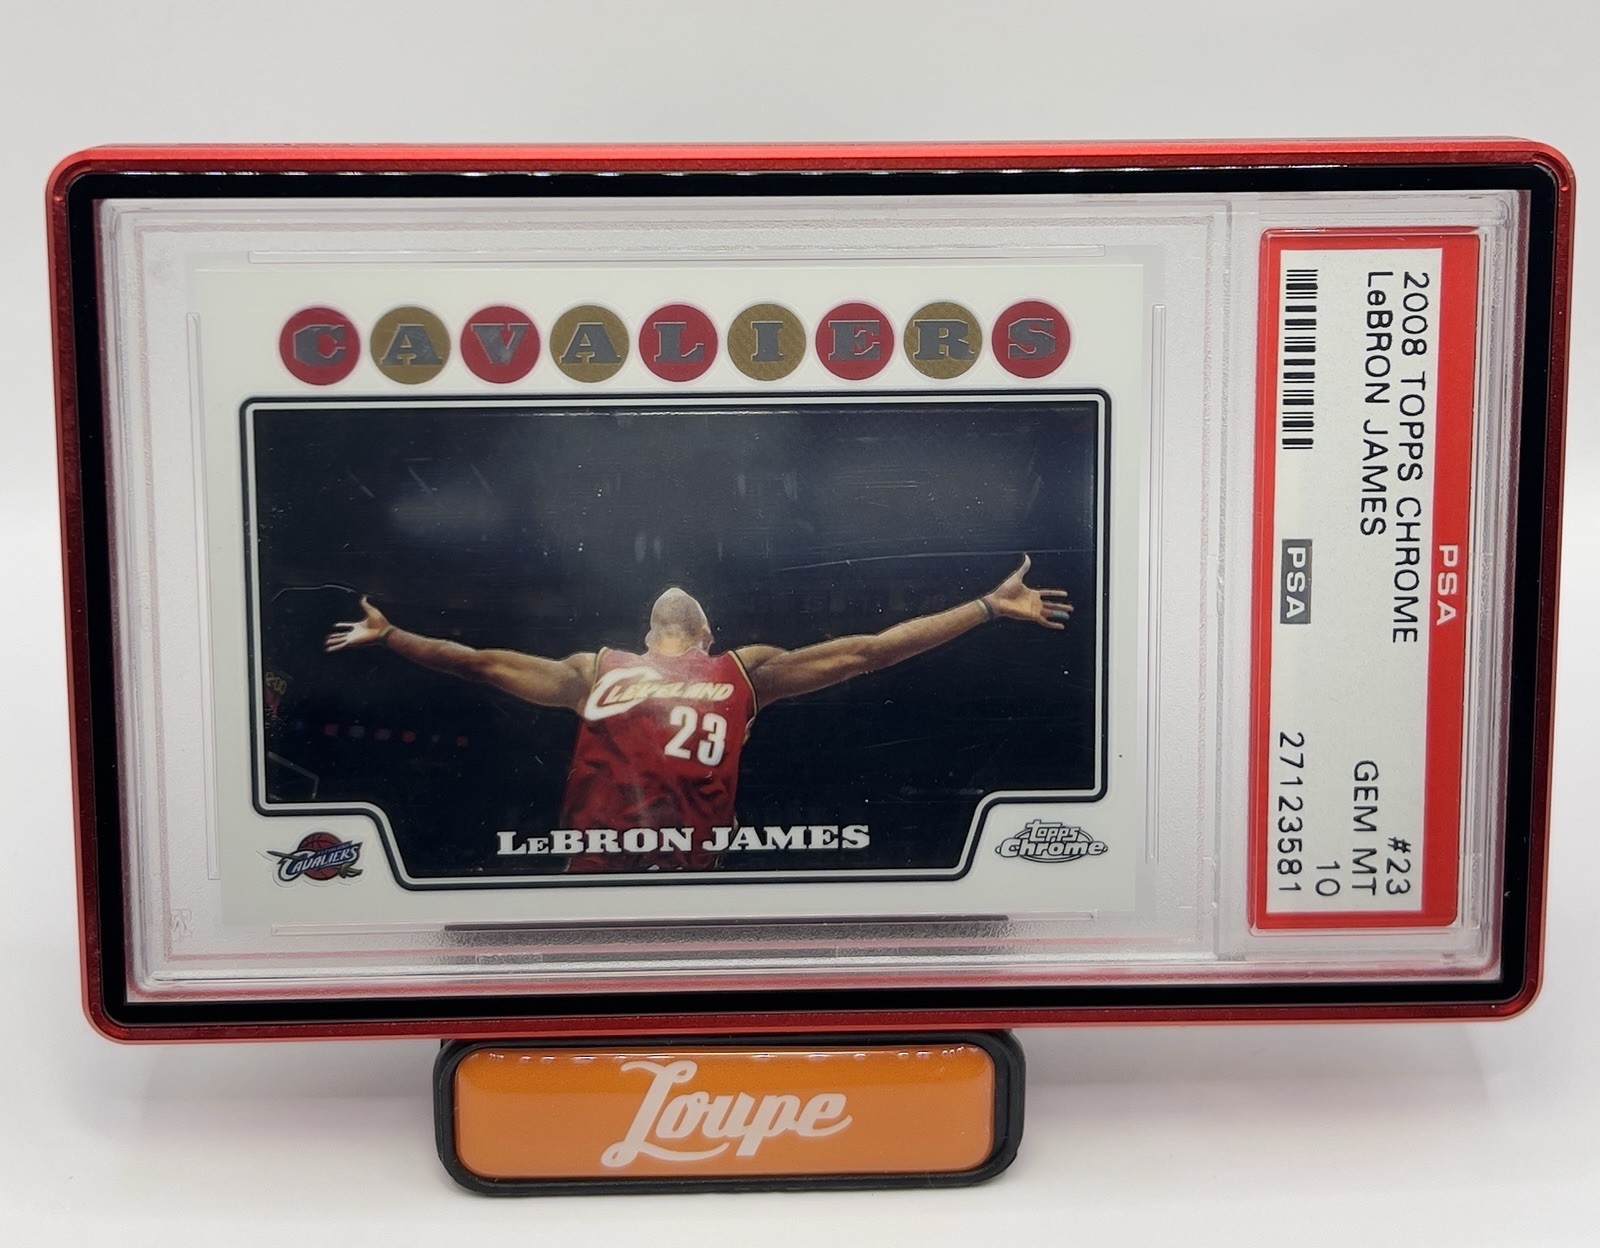 CAVALIERS
CLEVELAND
23
LeBRON JAMES
CAVALIERS
Topps
Chrome
PSA
2008 TOPPS CHROME
#23
LeBRON JAMES
GEM MT
10
PSA
27123581
Loupe